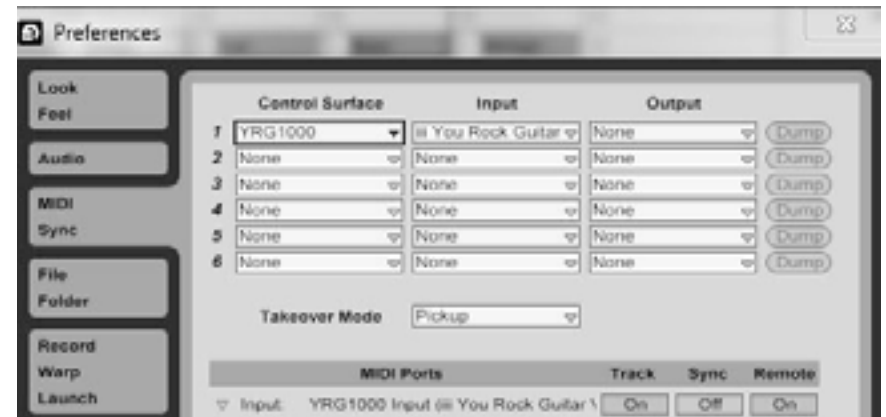 Preferences
Look
Feel
Audio
MIDI
Sync
File
Folder
Record
Warp
Launch
Control Surface Input Output
1 YRG1000 iii You Rock Guitar None Dump
2 None None None Dump
3 None None None Dump
4 None None None Dump
5 None None None Dump
6 None None None Dump
Takeover Mode Pickup
MIDI Ports Track Sync Remote
Input: YRG1000 Input (iii You Rock Guitar On Off On